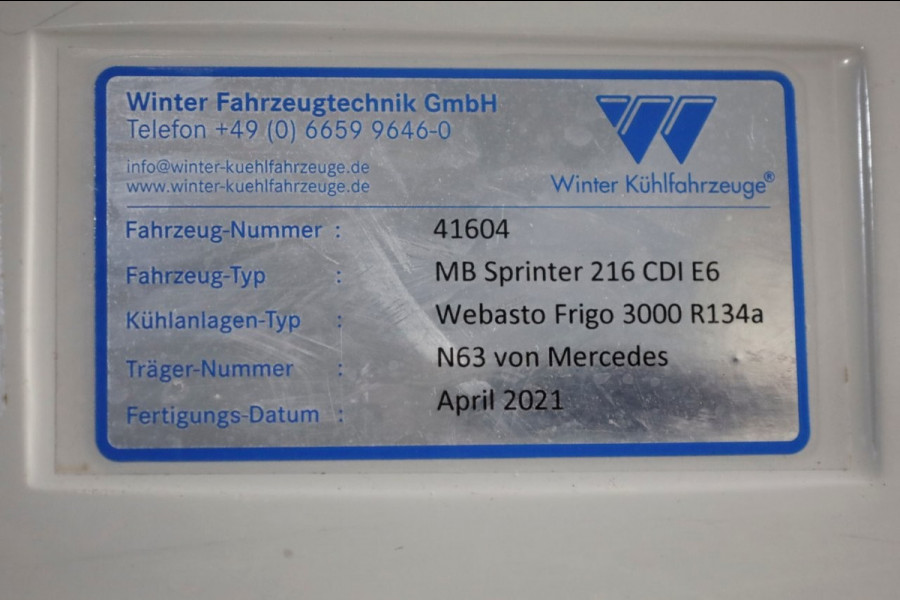 Winter Fahrzeugtechnik GmbH
Telefon +49 (0) 6659 9646-0
info@winter-kuehlfahrzeuge.de
www.winter-kuehlfahrzeuge.de
Winter Kühlfahrzeuge®
Fahrzeug-Nummer : 41604
Fahrzeug-Typ : MB Sprinter 216 CDI E6
Kühlanlagen-Typ : Webasto Frigo 3000 R134a
Träger-Nummer : N63 von Mercedes
Fertigungs-Datum : April 2021